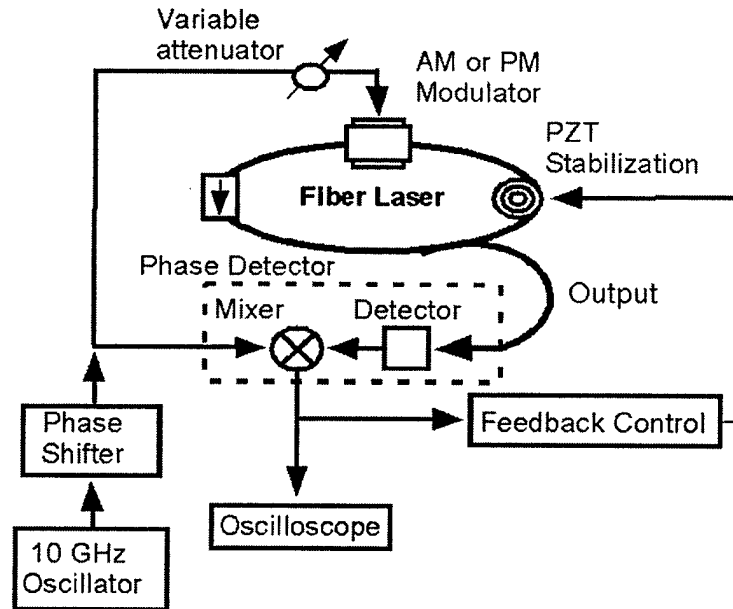 Variable
attenuator
AM or PM
Modulator
PZT
Stabilization
Fiber Laser
Phase Detector
Mixer
Detector
Output
Phase
Shifter
Feedback Control
Oscilloscope
10 GHz
Oscillator